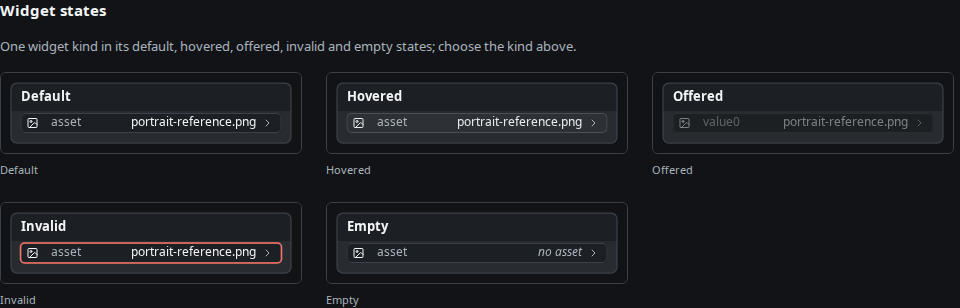 Widget states
One widget kind in its default, hovered, offered, invalid and empty states; choose the kind above.
Default
asset portrait-reference.png
Default
Hovered
asset portrait-reference.png
Hovered
Offered
value0 portrait-reference.png
Offered
Invalid
asset portrait-reference.png
Invalid
Empty
asset no asset
Empty